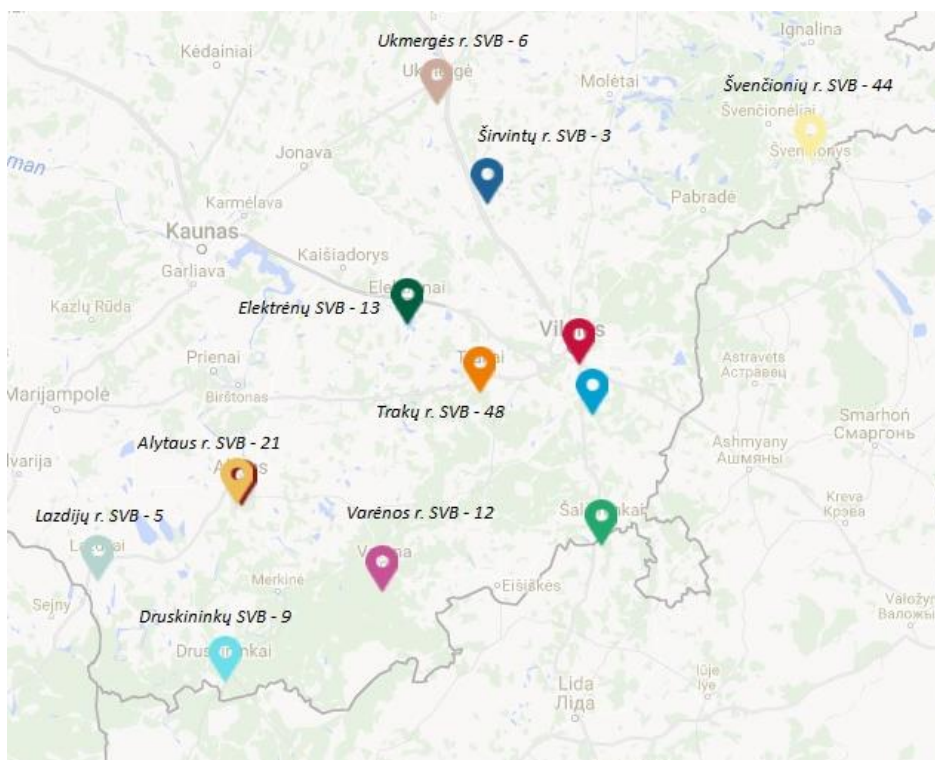 Ignalina
Ukmergės r. SVB - 6
Kėdainiai
Molėtai
Švenčionių r. SVB - 44
Švenčionėliai
Širvintų r. SVB - 3
Jonava
Pabradė
Karmėlava
Kaunas
Kaišiadorys
Garliava
Elektrėnų SVB - 13
Kazlų Rūda
Prienai
Astravets
Астравец
Birštonas
Marijampolė
Trakų r. SVB - 48
Smarhoń
Смаргонь
Alytaus r. SVB - 21
Ashmyany
Ашмяны
Lazdijų r. SVB - 5
Varėnos r. SVB - 12
Kreva
Крэва
Merkinė
Eišiškės
Sejny
Druskininkų SVB - 9
Lida
Ліда